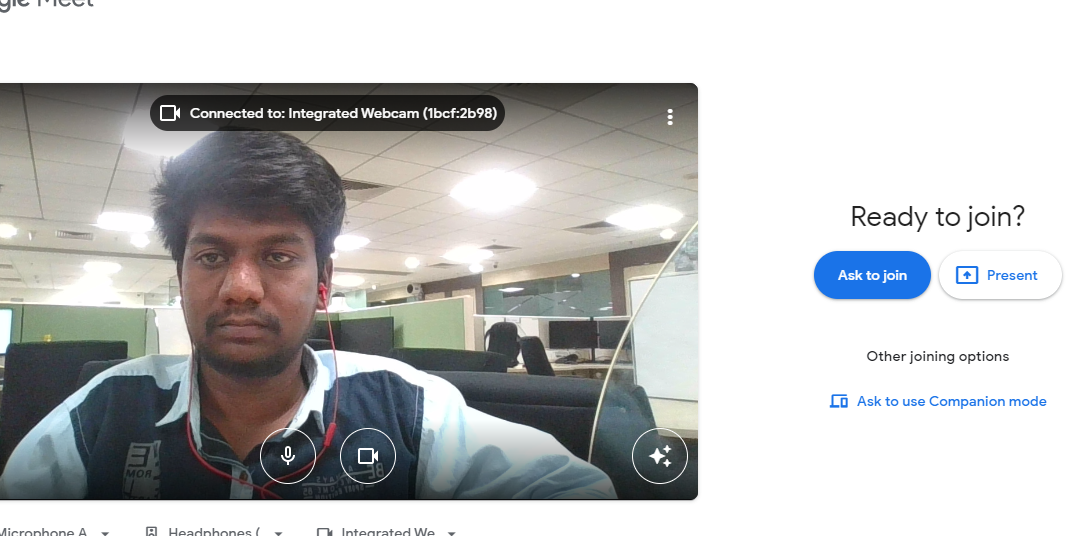 gle Meet
Connected to: Integrated Webcam (1bcf:2b98)
Ready to join?
Ask to join
Present
Other joining options
Ask to use Companion mode
Microphone A
Headphones (
Integrated We